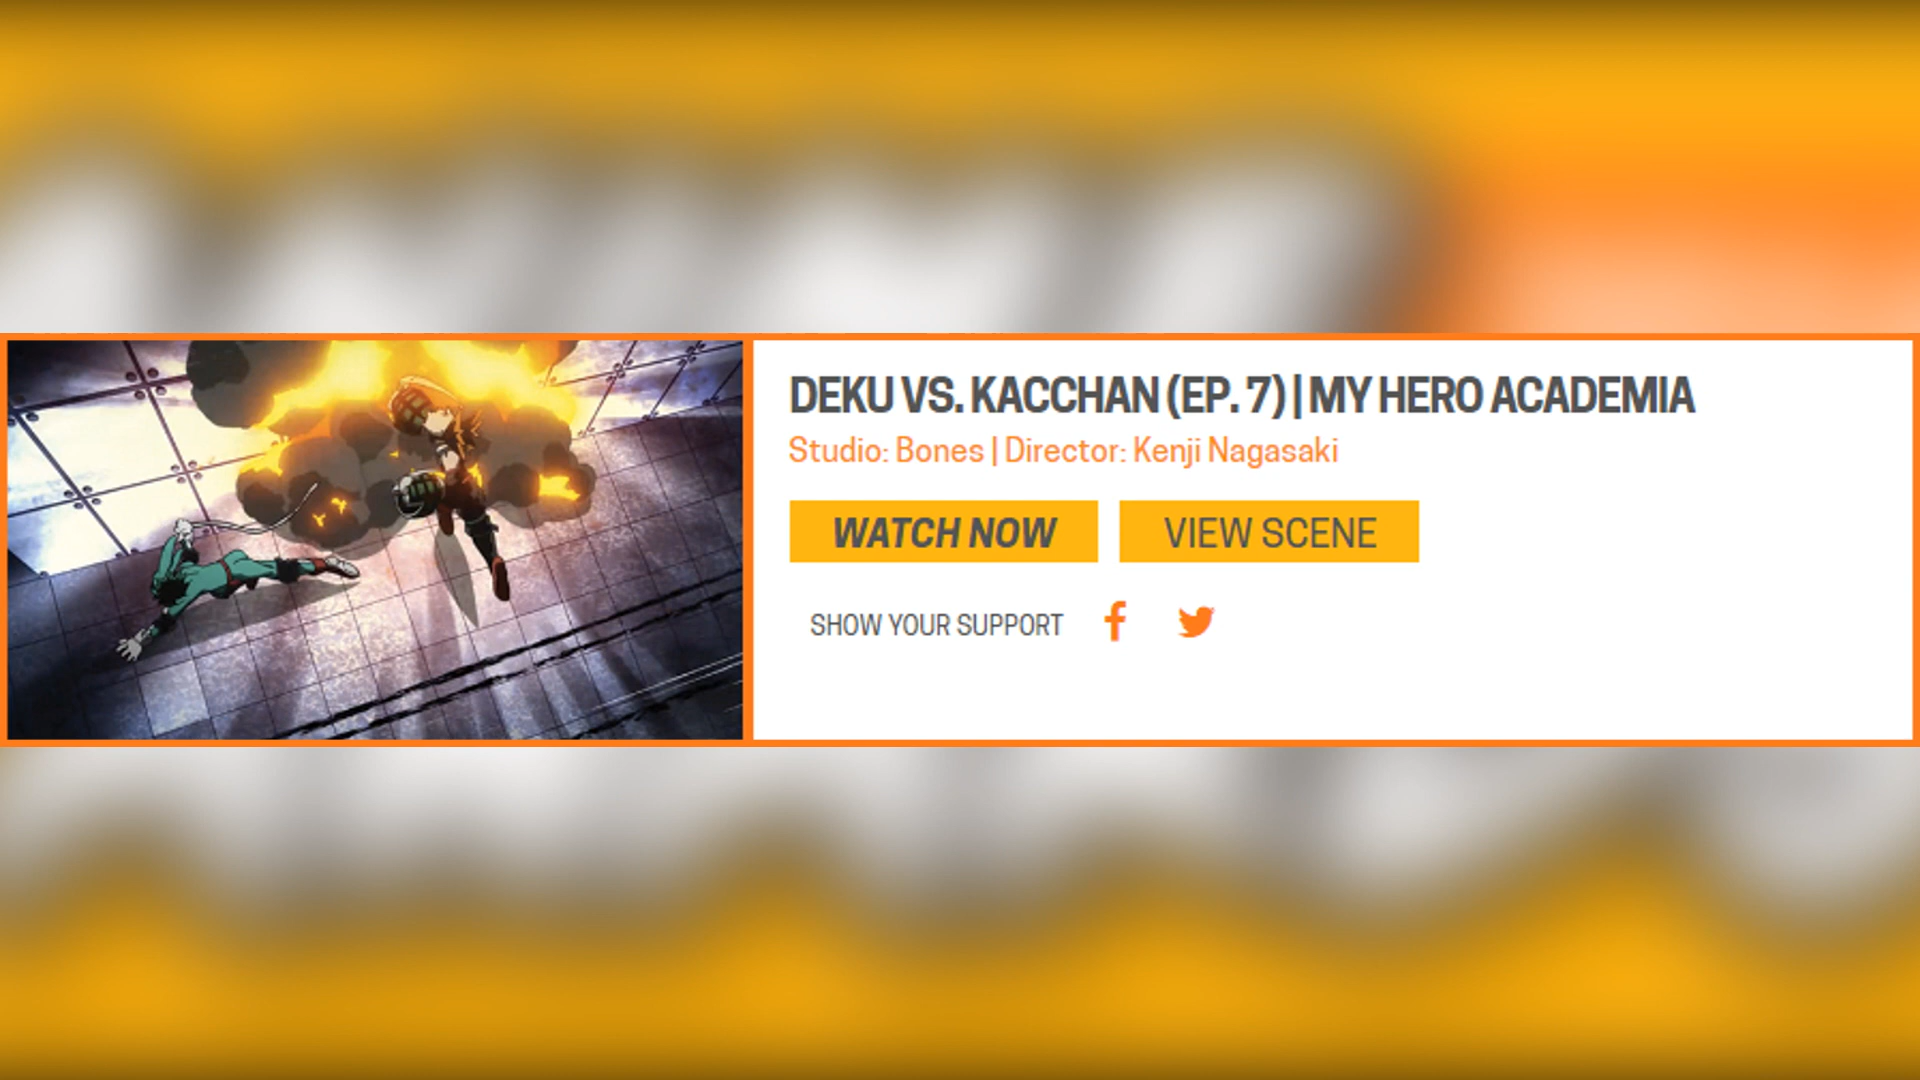 DEKU VS. KACCHAN (EP. 7) | MY HERO ACADEMIA
Studio: Bones | Director: Kenji Nagasaki
WATCH NOW VIEW SCENE
SHOW YOUR SUPPORT